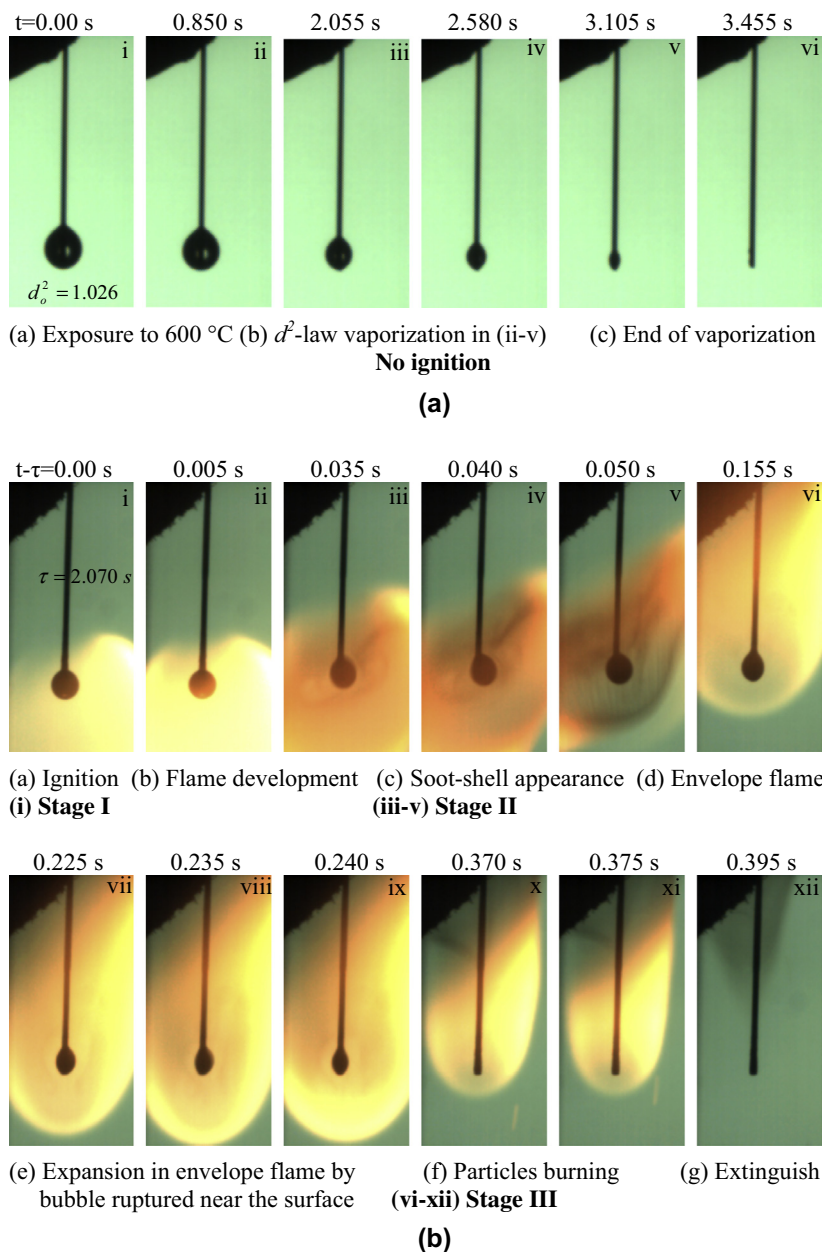 t=0.00 s 0.850 s 2.055 s 2.580 s 3.105 s 3.455 s
i ii iii iv v vi
d_o^2 = 1.026
(a) Exposure to 600 °C (b) d²-law vaporization in (ii-v) (c) End of vaporization
No ignition
(a)
t-τ=0.00 s 0.005 s 0.035 s 0.040 s 0.050 s 0.155 s
i ii iii iv v vi
τ = 2.070 s
(a) Ignition (b) Flame development (c) Soot-shell appearance (d) Envelope flame
(i) Stage I (iii-v) Stage II
0.225 s 0.235 s 0.240 s 0.370 s 0.375 s 0.395 s
vii viii ix x xi xii
(e) Expansion in envelope flame by (f) Particles burning (g) Extinguish
bubble ruptured near the surface (vi-xii) Stage III
(b)